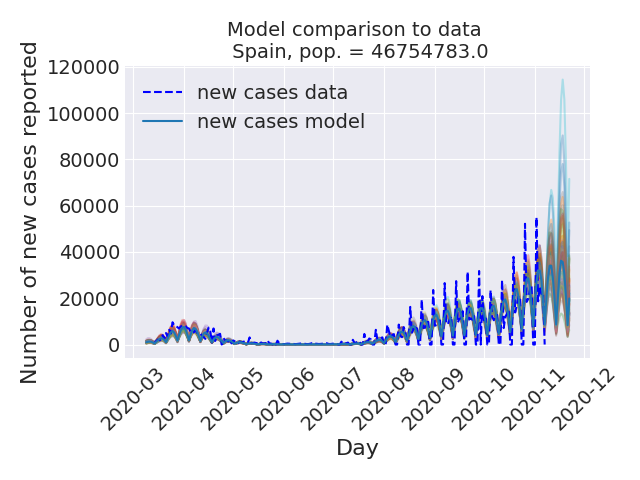 Model comparison to data
Spain, pop. = 46754783.0
Number of new cases reported
120000
100000
80000
60000
40000
20000
0
new cases data
new cases model
2020-03
2020-04
2020-05
2020-06
2020-07
2020-08
2020-09
2020-10
2020-11
2020-12
Day